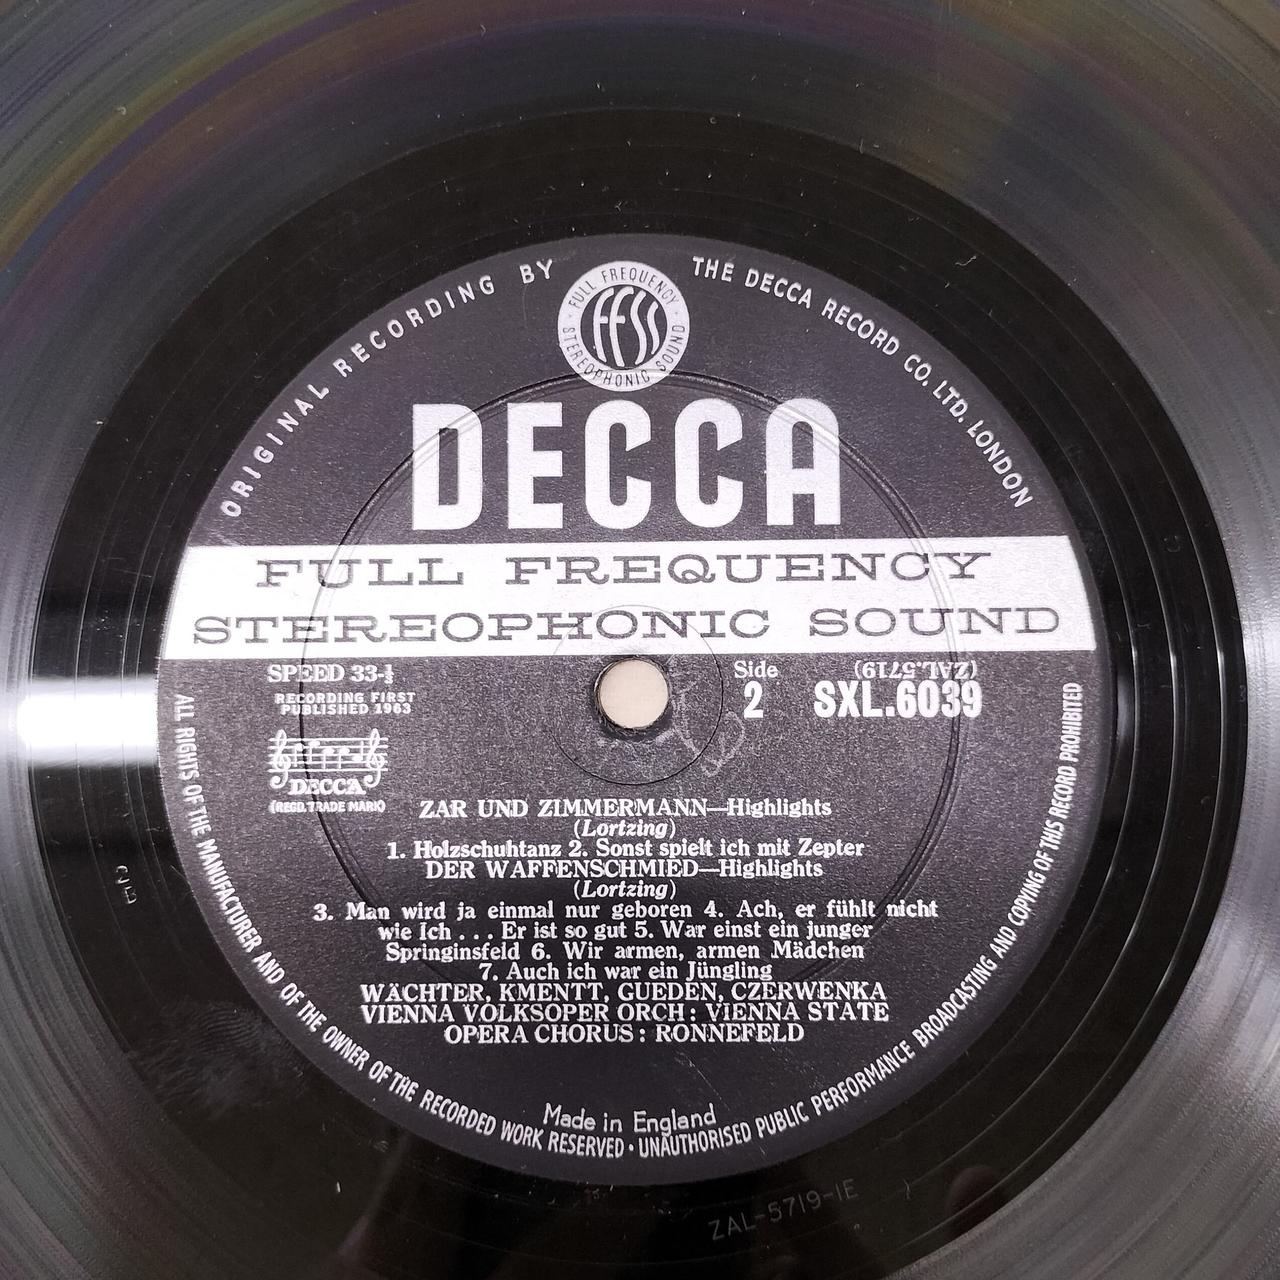 ORIGINAL RECORDING BY THE DECCA RECORD CO. LTD. LONDON
FULL FREQUENCY
FFSS
STEREOPHONIC SOUND
DECCA
FULL FREQUENCY
STEREOPHONIC SOUND
SPEED 33-⅓
RECORDING FIRST
PUBLISHED 1963
DECCA
(REGD. TRADE MARK)
Side
2
(ZAL.5719)
SXL.6039
ZAR UND ZIMMERMANN—Highlights
(Lortzing)
1. Holzschuhtanz 2. Sonst spielt ich mit Zepter
DER WAFFENSCHMIED—Highlights
(Lortzing)
3. Man wird ja einmal nur geboren 4. Ach, er fühlt nicht
wie Ich . . . Er ist so gut 5. War einst ein junger
Springinsfeld 6. Wir armen, armen Mädchen
7. Auch ich war ein Jüngling
WÄCHTER, KMENTT, GUEDEN, CZERWENKA
VIENNA VOLKSOPER ORCH: VIENNA STATE
OPERA CHORUS: RONNEFELD
Made in England
ALL RIGHTS OF THE MANUFACTURER AND OF THE OWNER OF THE RECORDED WORK RESERVED · UNAUTHORISED PUBLIC PERFORMANCE BROADCASTING AND COPYING OF THIS RECORD PROHIBITED
ZAL-5719-1E